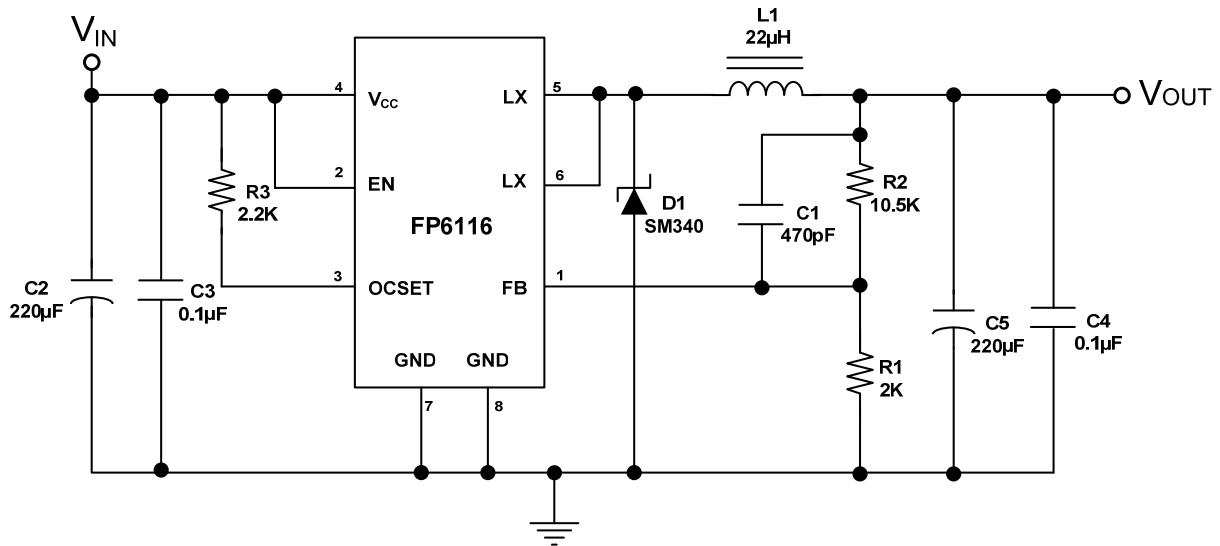 L1
22µH
VIN
VOUT
4
VCC
LX
5
2
EN
LX
6
R3
2.2K
FP6116
D1
SM340
C1
470pF
R2
10.5K
3
OCSET
FB
1
C2
220µF
C3
0.1µF
C5
220µF
C4
0.1µF
GND
GND
R1
2K
7
8